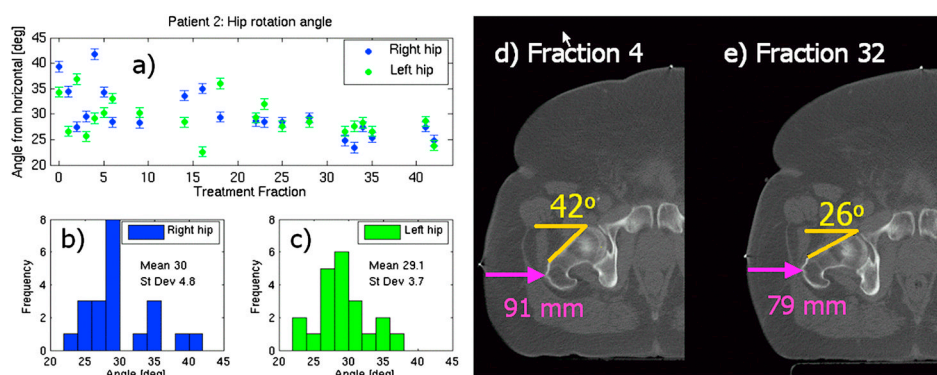 Patient 2: Hip rotation angle
Angle from horizontal [deg]
45
40
35
30
25
20
a)
Right hip
Left hip
0 5 10 15 20 25 30 35 40
Treatment Fraction
b)
Right hip
Mean 30
St Dev 4.8
Frequency
8
6
4
2
0
20 25 30 35 40 45
Angle [deg]
c)
Left hip
Mean 29.1
St Dev 3.7
Frequency
8
6
4
2
0
20 25 30 35 40 45
Angle [deg]
d) Fraction 4
42°
91 mm
e) Fraction 32
26°
79 mm